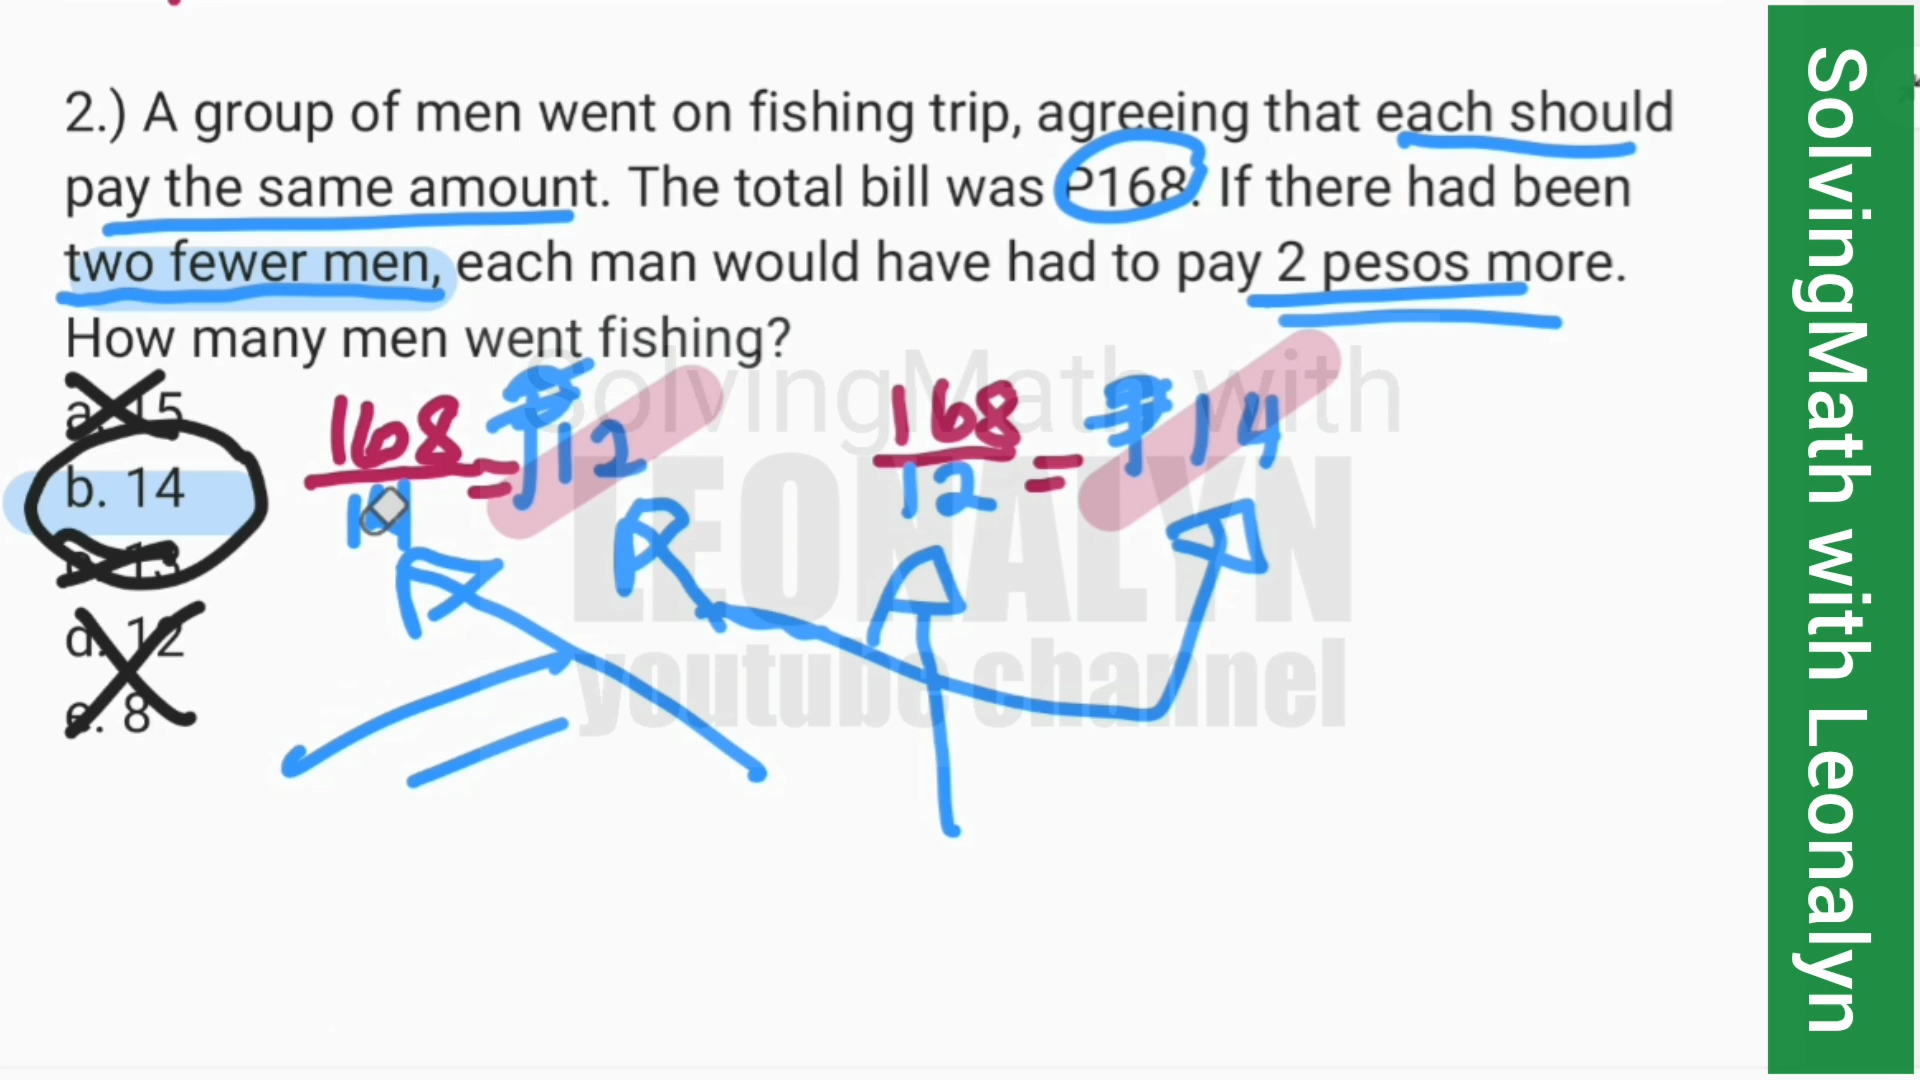 2.) A group of men went on fishing trip, agreeing that each should
pay the same amount. The total bill was P168. If there had been
two fewer men, each man would have had to pay 2 pesos more.
How many men went fishing?
a. 15
b. 14
d. 12
e. 8
168
= ₱12
14
168
= ₱14
12
SolvingMath with
LEONALYN
youtube channel
SolvingMath with Leonalyn